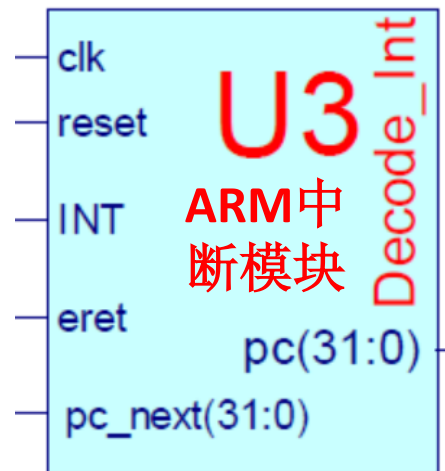 clk
reset
U3
Decode_Int
INT
ARM中
断模块
eret
pc(31:0)
pc_next(31:0)